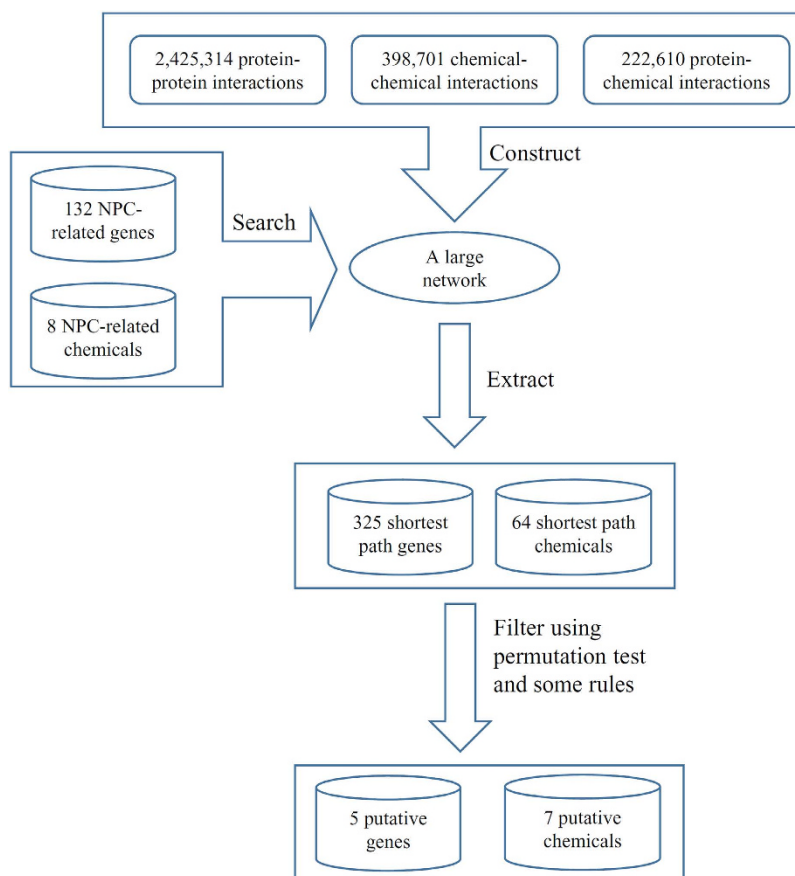 2,425,314 protein-
protein interactions
398,701 chemical-
chemical interactions
222,610 protein-
chemical interactions
Construct
132 NPC-
related genes
Search
8 NPC-related
chemicals
A large
network
Extract
325 shortest
path genes
64 shortest path
chemicals
Filter using
permutation test
and some rules
5 putative
genes
7 putative
chemicals